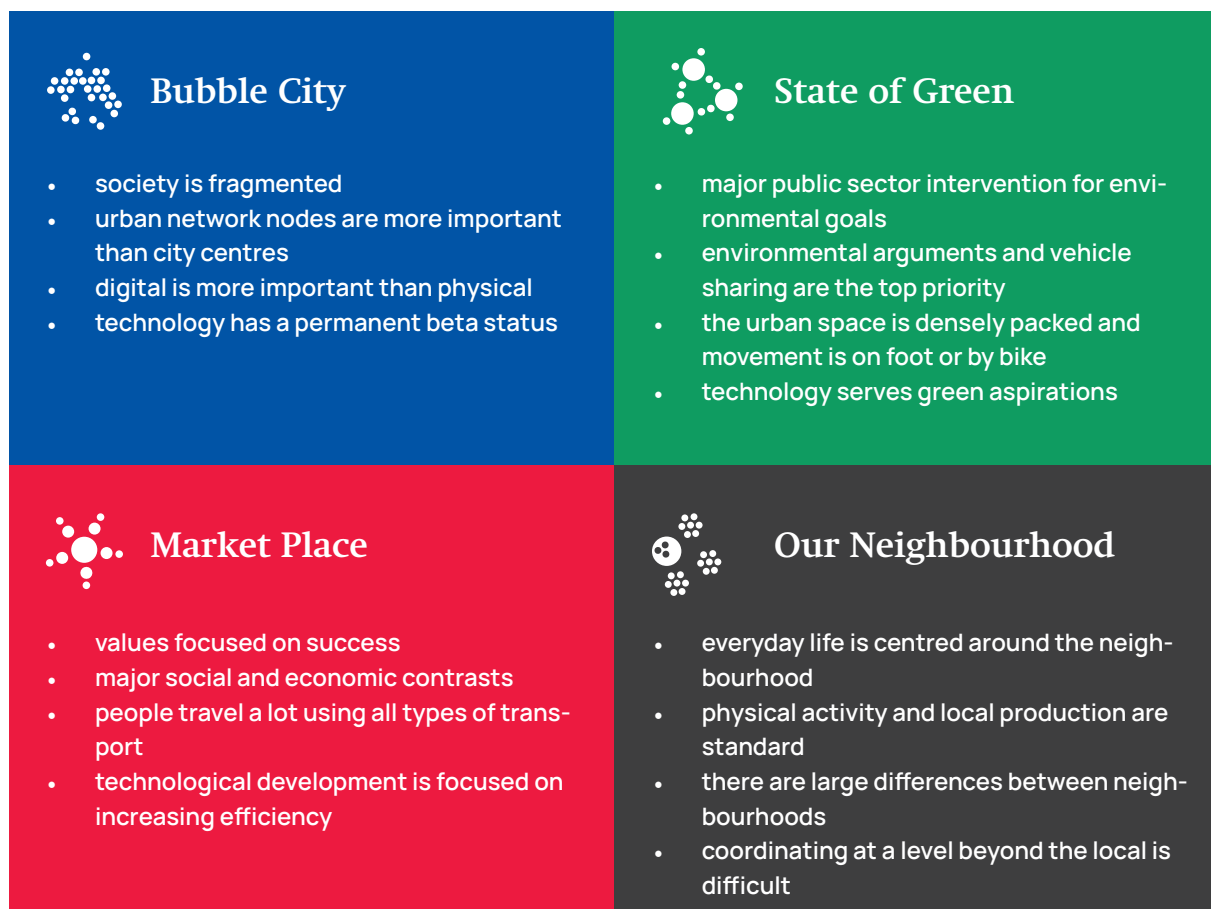 Bubble City
• society is fragmented
• urban network nodes are more important
than city centres
• digital is more important than physical
• technology has a permanent beta status
State of Green
• major public sector intervention for envi-
ronmental goals
• environmental arguments and vehicle
sharing are the top priority
• the urban space is densely packed and
movement is on foot or by bike
• technology serves green aspirations
Market Place
• values focused on success
• major social and economic contrasts
• people travel a lot using all types of trans-
port
• technological development is focused on
increasing efficiency
Our Neighbourhood
• everyday life is centred around the neigh-
bourhood
• physical activity and local production are
standard
• there are large differences between neigh-
bourhoods
• coordinating at a level beyond the local is
difficult